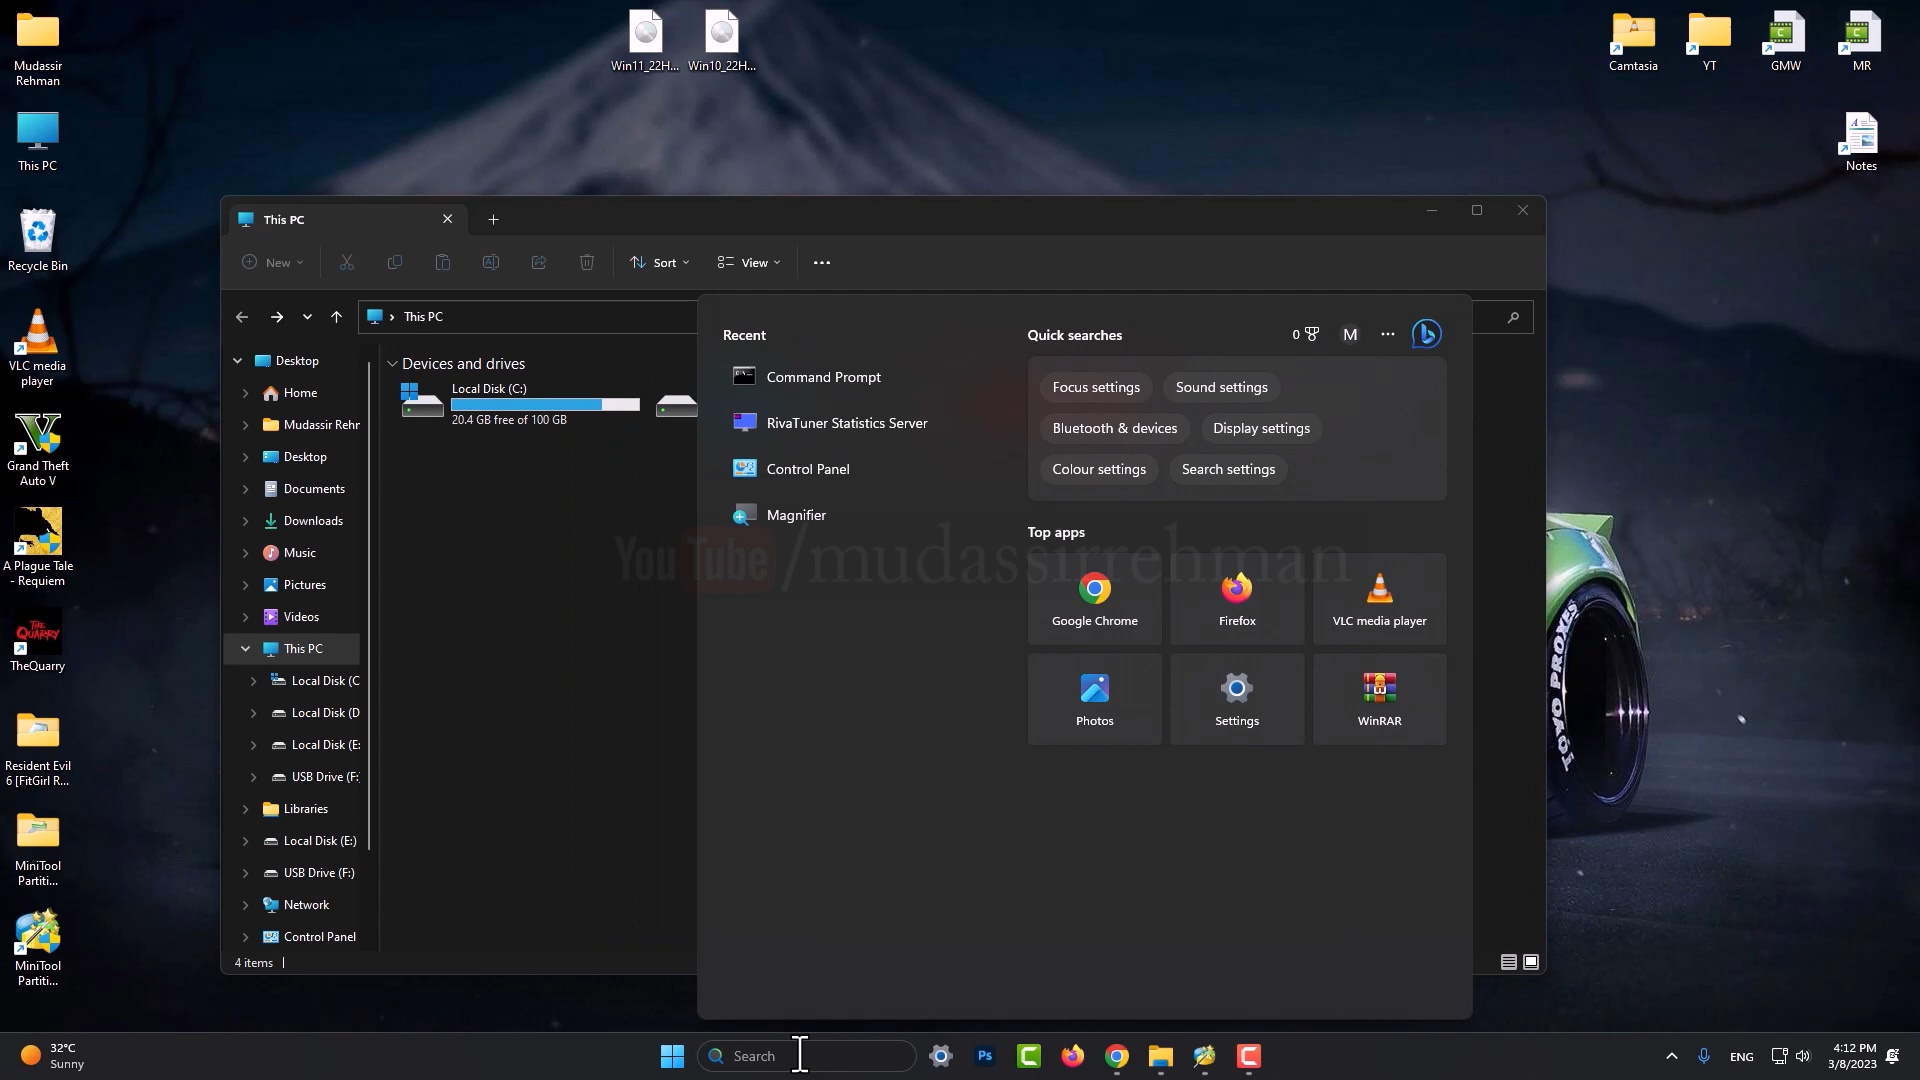 Mudassir
Rehman
This PC
Recycle Bin
VLC media
player
Grand Theft
Auto V
A Plague Tale
- Requiem
TheQuarry
Resident Evil
6 [FitGirl R...
MiniTool
Partiti...
MiniTool
Partiti...
Win11_22H...
Win10_22H...
Camtasia
YT
GMW
MR
Notes
This PC
New
Sort
View
This PC
Desktop
Home
Mudassir Rehr
Desktop
Documents
Downloads
Music
Pictures
Videos
This PC
Local Disk (C
Local Disk (D
Local Disk (E:
USB Drive (F:
Libraries
Local Disk (E:)
USB Drive (F:)
Network
Control Panel
4 items
Devices and drives
Local Disk (C:)
20.4 GB free of 100 GB
Recent
Command Prompt
RivaTuner Statistics Server
Control Panel
Magnifier
Quick searches
0
M
Focus settings
Sound settings
Bluetooth & devices
Display settings
Colour settings
Search settings
Top apps
Google Chrome
Firefox
VLC media player
Photos
Settings
WinRAR
YouTube/mudassirrehman
TOYO PROXES
32°C
Sunny
Search
Ps
ENG
4:12 PM
3/8/2023